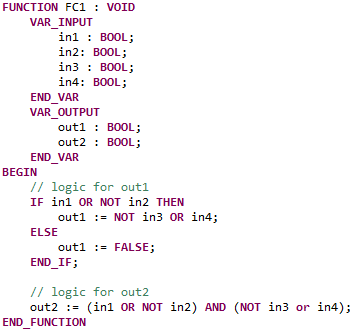 FUNCTION FC1 : VOID
    VAR_INPUT
        in1 : BOOL;
        in2: BOOL;
        in3 : BOOL;
        in4: BOOL;
    END_VAR
    VAR_OUTPUT
        out1 : BOOL;
        out2 : BOOL;
    END_VAR
BEGIN
    // logic for out1
    IF in1 OR NOT in2 THEN
        out1 := NOT in3 OR in4;
    ELSE
        out1 := FALSE;
    END_IF;

    // logic for out2
    out2 := (in1 OR NOT in2) AND (NOT in3 or in4);
END_FUNCTION